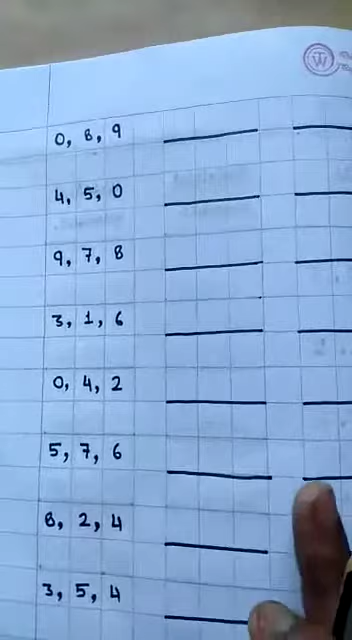 0, 8, 9
4, 5, 0
9, 7, 8
3, 1, 6
0, 4, 2
5, 7, 6
8, 2, 4
3, 5, 4